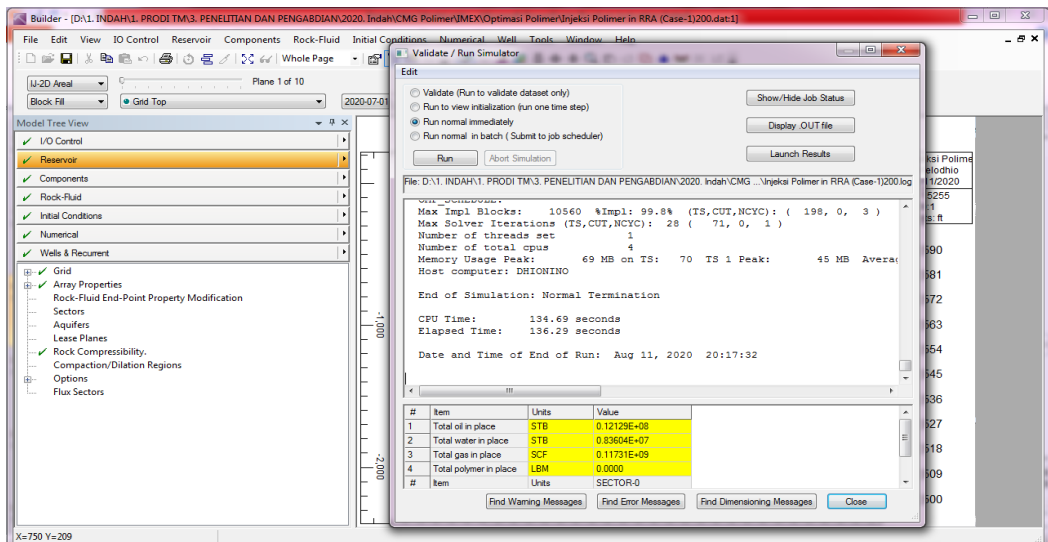 Builder - [D:\1. INDAH\1. PRODI TM\3. PENELITIAN DAN PENGABDIAN\2020. Indah\CMG Polimer\IMEX\Optimasi Polimer\Injeksi Polimer in RRA (Case-1)200.dat:1]
File Edit View IO Control Reservoir Components Rock-Fluid Initial Conditions Numerical Well Tools Window Help
Whole Page
IJ-2D Areal Plane 1 of 10
Block Fill Grid Top 2020-07-01
Model Tree View
I/O Control
Reservoir
Components
Rock-Fluid
Initial Conditions
Numerical
Wells & Recurrent
Grid
Array Properties
Rock-Fluid End-Point Property Modification
Sectors
Aquifers
Lease Planes
Rock Compressibility.
Compaction/Dilation Regions
Options
Flux Sectors
-1,000
-2,000
Validate / Run Simulator
Edit
Validate (Run to validate dataset only)
Run to view initialization (run one time step)
Run normal immediately
Run normal in batch ( Submit to job scheduler)
Run Abort Simulation
Show/Hide Job Status
Display .OUT file
Launch Results
File: D:\1. INDAH\1. PRODI TM\3. PENELITIAN DAN PENGABDIAN\2020. Indah\CMG ...\Injeksi Polimer in RRA (Case-1)200.log
OMP_SCHEDULE:
Max Impl Blocks: 10560 %Impl: 99.8% (TS,CUT,NCYC): ( 198, 0, 3 )
Max Solver Iterations (TS,CUT,NCYC): 28 ( 71, 0, 1 )
Number of threads set 1
Number of total cpus 4
Memory Usage Peak: 69 MB on TS: 70 TS 1 Peak: 45 MB Averag
Host computer: DHIONINO
End of Simulation: Normal Termination
CPU Time: 134.69 seconds
Elapsed Time: 136.29 seconds
Date and Time of End of Run: Aug 11, 2020 20:17:32
# Item Units Value
1 Total oil in place STB 0.12129E+08
2 Total water in place STB 0.83604E+07
3 Total gas in place SCF 0.11731E+09
4 Total polymer in place LBM 0.0000
# Item Units SECTOR-0
Find Warning Messages Find Error Messages Find Dimensioning Messages Close
ksi Polime
elodhio
1/2020
5255
:1
s: ft
590
581
572
563
554
545
536
527
518
509
500
X=750 Y=209